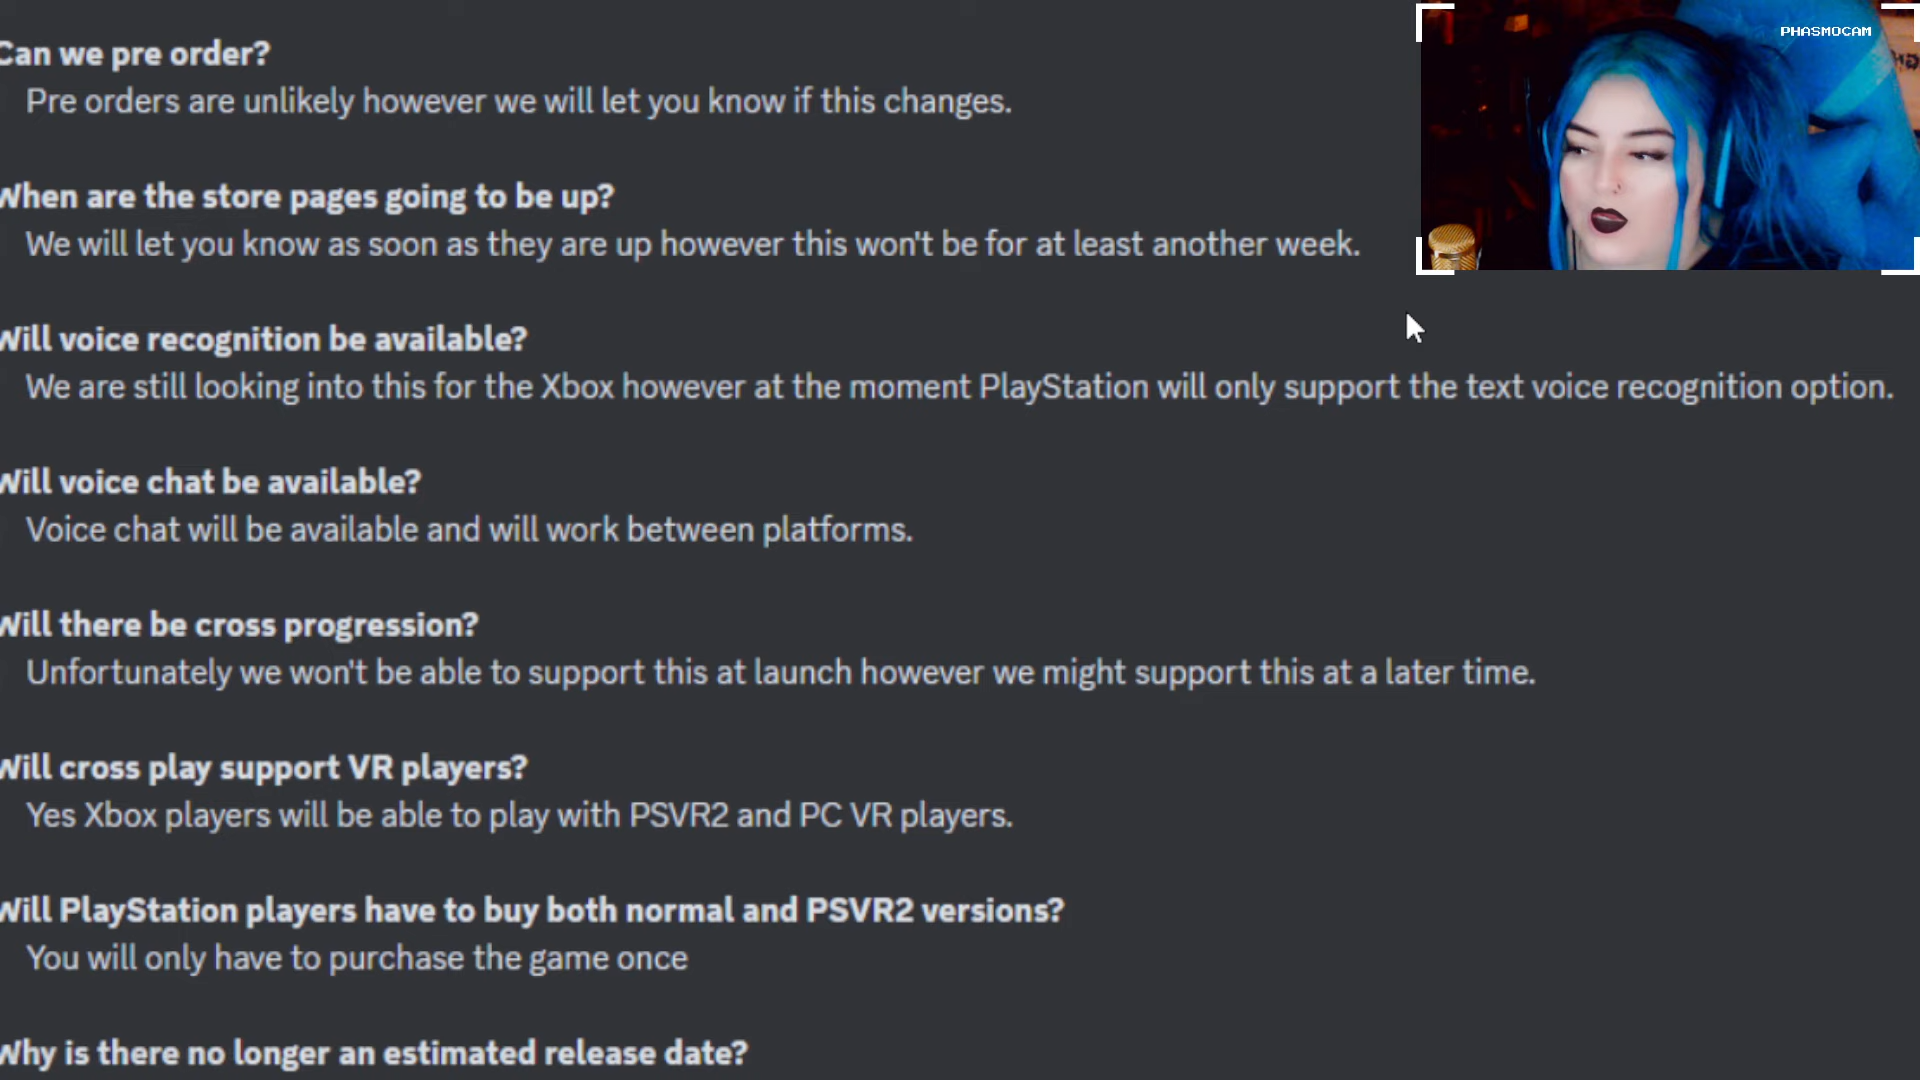 PHASMOCAM
Can we pre order?
Pre orders are unlikely however we will let you know if this changes.
When are the store pages going to be up?
We will let you know as soon as they are up however this won't be for at least another week.
Will voice recognition be available?
We are still looking into this for the Xbox however at the moment PlayStation will only support the text voice recognition option.
Will voice chat be available?
Voice chat will be available and will work between platforms.
Will there be cross progression?
Unfortunately we won't be able to support this at launch however we might support this at a later time.
Will cross play support VR players?
Yes Xbox players will be able to play with PSVR2 and PC VR players.
Will PlayStation players have to buy both normal and PSVR2 versions?
You will only have to purchase the game once
Why is there no longer an estimated release date?